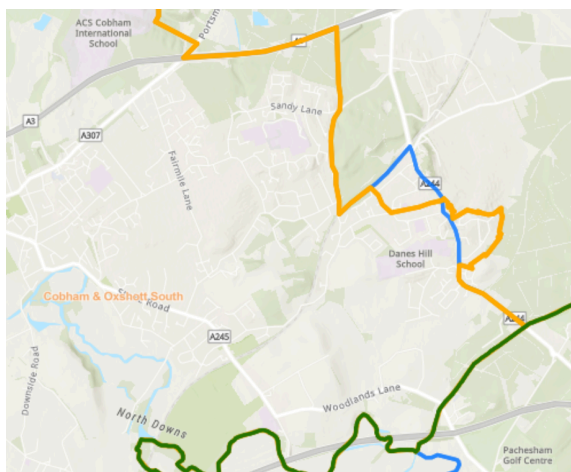 ACS Cobham
International
School
Portsm
A3
Sandy Lane
A307
Fairmile Lane
A244
Danes Hill
School
Cobham & Oxshott South
Road
A245
A244
Downside Road
Woodlands Lane
North Downs
Pachesham
Golf Centre